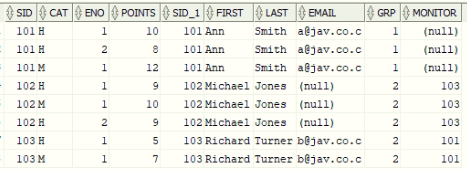 SID CAT ENO POINTS SID_1 FIRST LAST EMAIL GRP MONITOR
101 H 1 10 101 Ann Smith a@jav.co.c 1 (null)
101 H 2 8 101 Ann Smith a@jav.co.c 1 (null)
101 M 1 12 101 Ann Smith a@jav.co.c 1 (null)
102 H 1 9 102 Michael Jones (null) 2 103
102 M 1 10 102 Michael Jones (null) 2 103
102 H 2 9 102 Michael Jones (null) 2 103
103 H 1 5 103 Richard Turner b@jav.co.c 2 101
103 M 1 7 103 Richard Turner b@jav.co.c 2 101